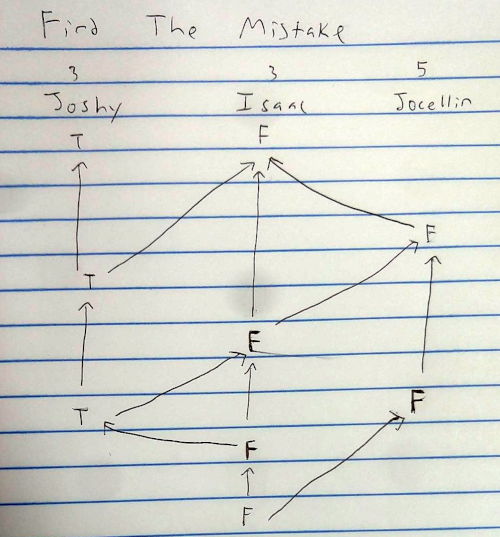 Find The Mistake
3 3 5
Joshy Isaac Jocellin
T F
F
T
F
T F
F
F